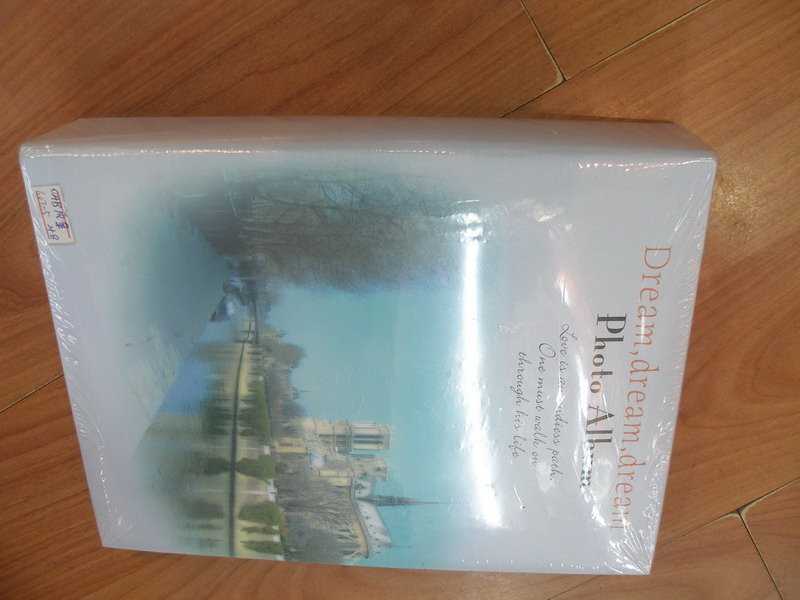 Dream,dream,dream
Photo Album
Love is an endless path,
One must walk on
through his life